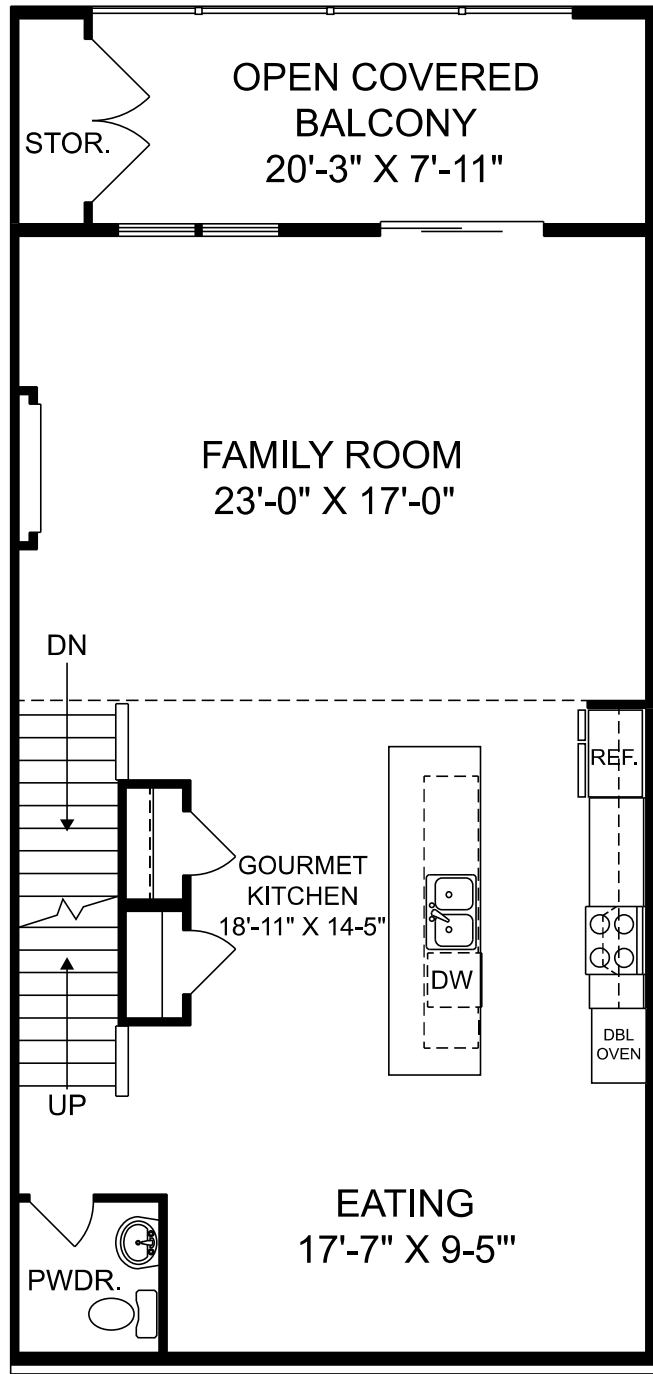 OPEN COVERED
BALCONY
20'-3" X 7'-11"
STOR.
FAMILY ROOM
23'-0" X 17'-0"
DN
REF.
GOURMET
KITCHEN
18'-11" X 14-5"
DW
DBL
OVEN
UP
EATING
17'-7" X 9-5"'
PWDR.